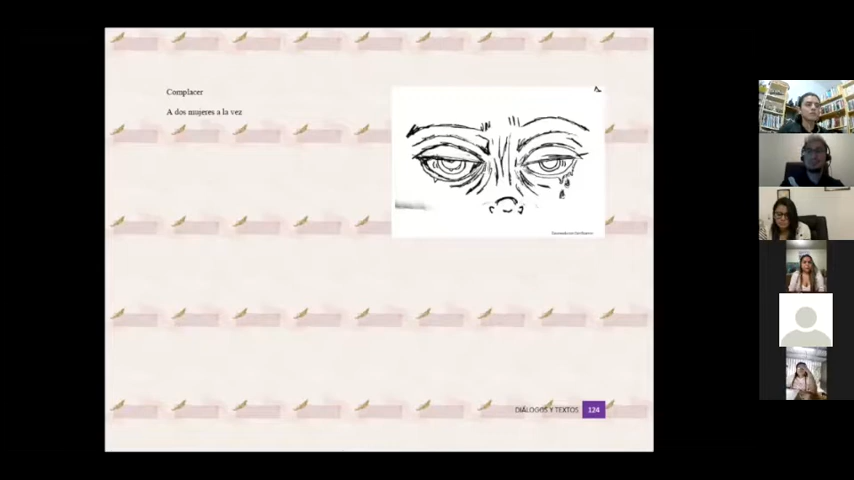 Complacer
A dos mujeres a la vez
DIÁLOGOS Y TEXTOS 124